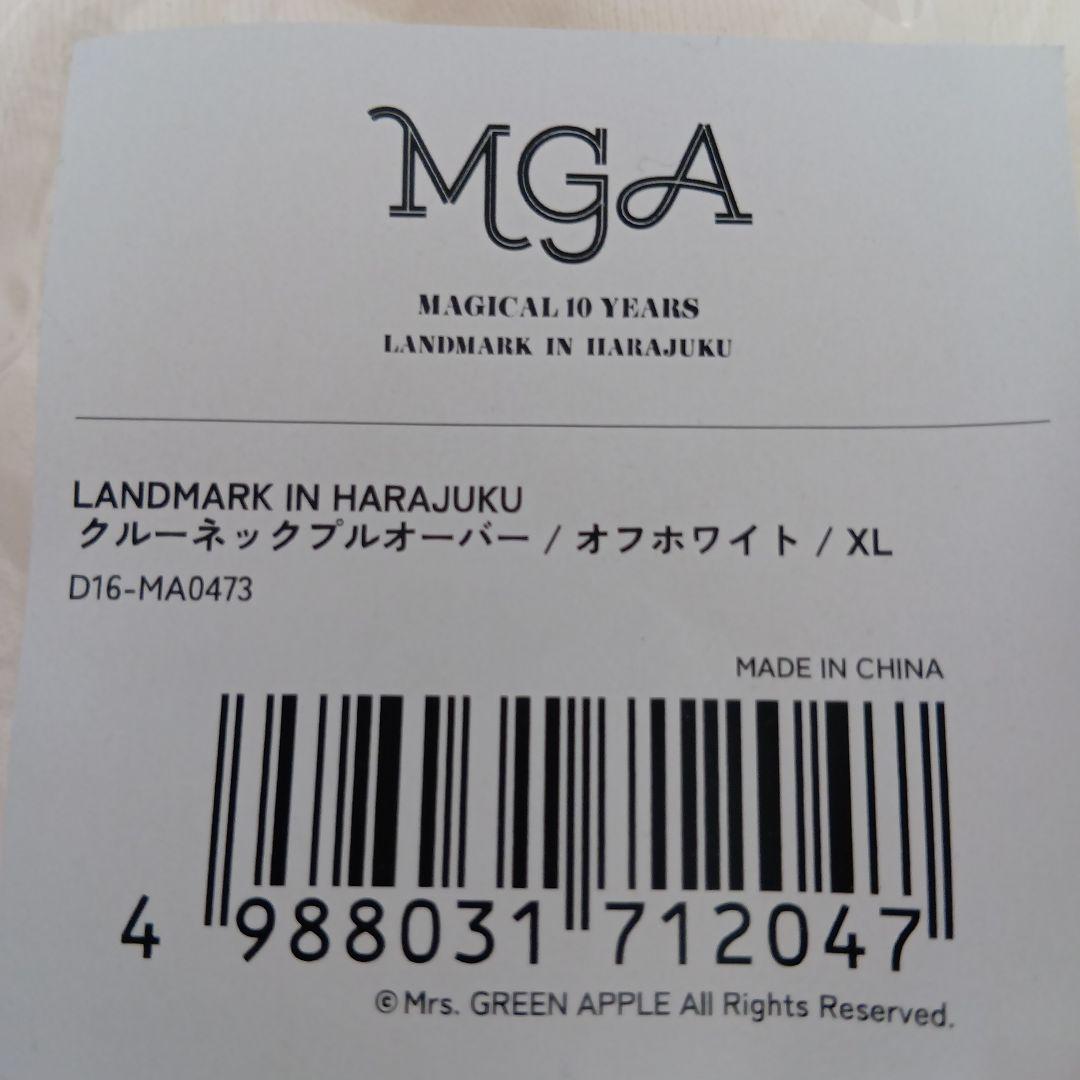 MGA
MAGICAL 10 YEARS
LANDMARK IN HARAJUKU
LANDMARK IN HARAJUKU
クルーネックプルオーバー / オフホワイト / XL
D16-MA0473
MADE IN CHINA
4 988031 712047
©Mrs. GREEN APPLE All Rights Reserved.